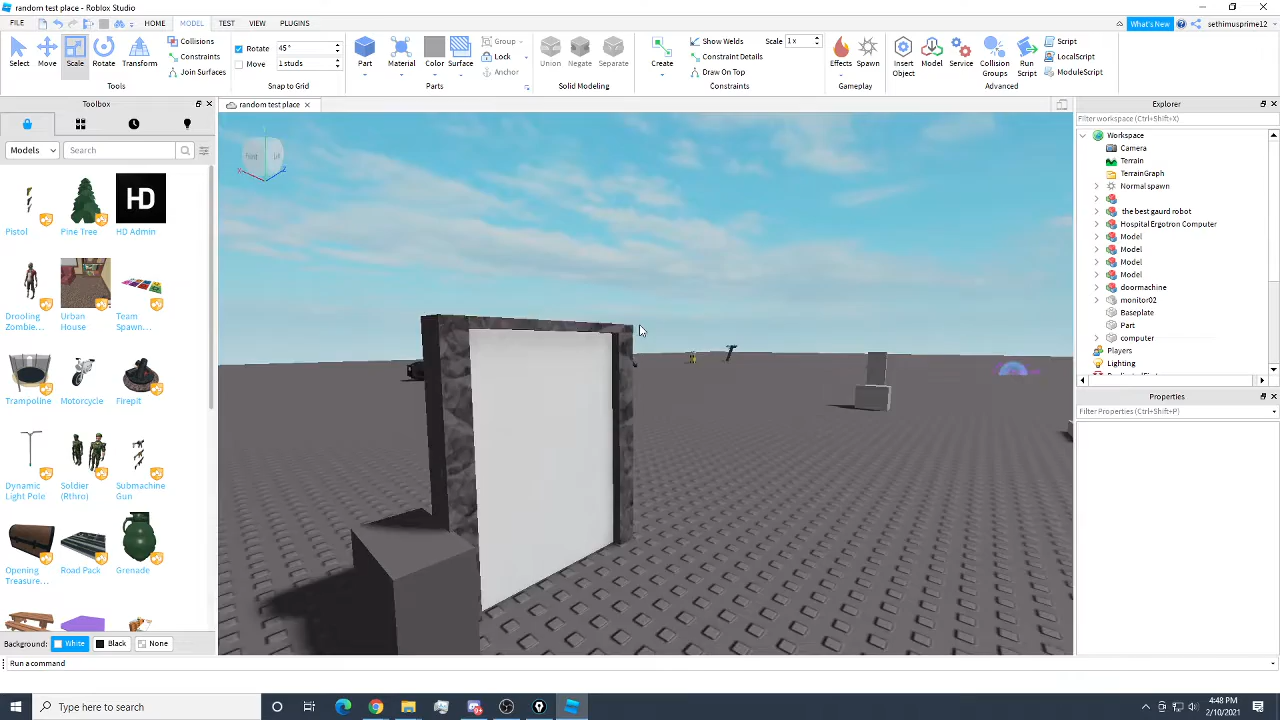 random test place - Roblox Studio
FILE HOME MODEL TEST VIEW PLUGINS What's New sethimusprime12
Select Move Scale Rotate Transform
Collisions
Constraints
Join Surfaces
Tools
Rotate 45°
Move 1 studs
Snap to Grid
Part Material Color Surface
Group
Lock
Anchor
Parts
Union Negate Separate
Solid Modeling
Create
Show Welds
Constraint Details
Draw On Top
Scale 1 x
Constraints
Effects Spawn
Gameplay
Insert Object
Model Service
Collision Groups
Run Script
Script
LocalScript
ModuleScript
Advanced
Toolbox
random test place
Models Search
Pistol Pine Tree HD Admin
HD
Drooling Zombie...
Urban House
Team Spawn...
Trampoline Motorcycle Firepit
Dynamic Light Pole
Soldier (Rthro)
Submachine Gun
Opening Treasure...
Road Pack Grenade
Background: White Black None
Run a command
Front Left
X Z
Explorer
Filter workspace (Ctrl+Shift+X)
Workspace
Camera
Terrain
TerrainGraph
Normal spawn
the best gaurd robot
Hospital Ergotron Computer
Model
Model
Model
Model
doormachine
monitor02
Baseplate
Part
computer
Players
Lighting
Properties
Filter Properties (Ctrl+Shift+P)
Type here to search
4:48 PM
2/10/2021